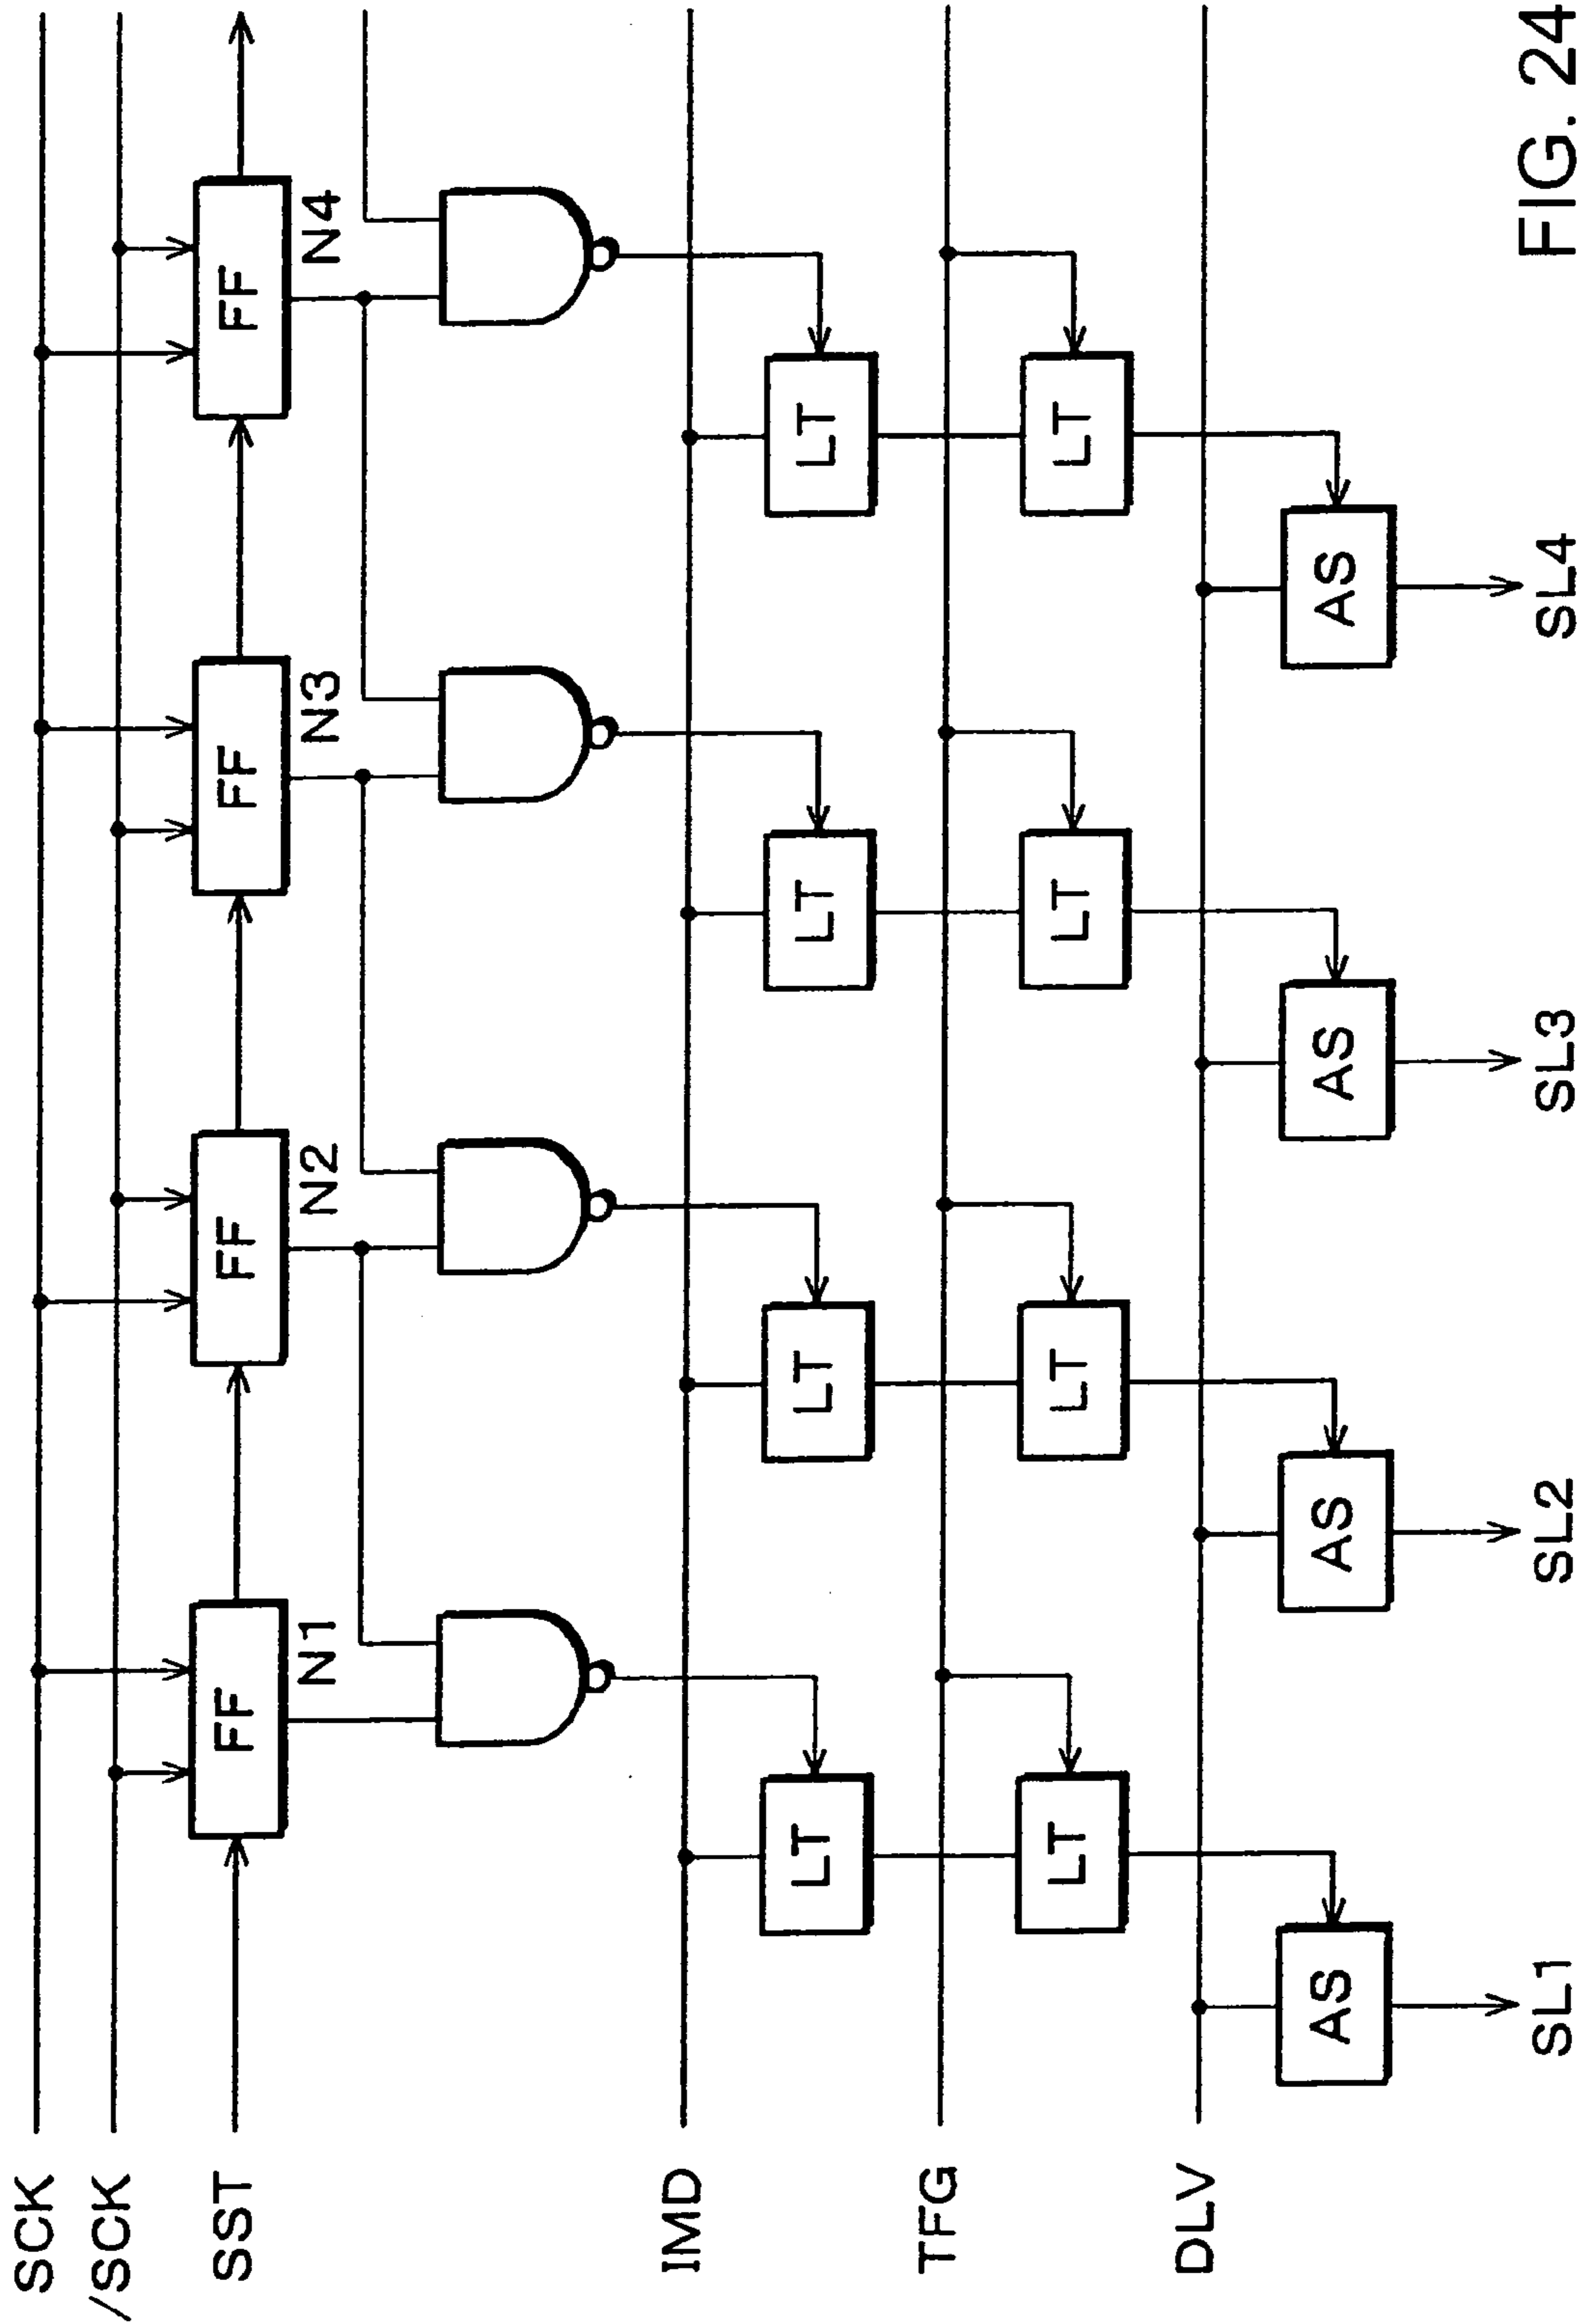 SCK
/SCK
SST
FF FF FF FF
N1 N2 N3 N4
IMD
LT LT LT LT
TFG
LT LT LT LT
DLV
AS AS AS AS
SL1 SL2 SL3 SL4
FIG. 24